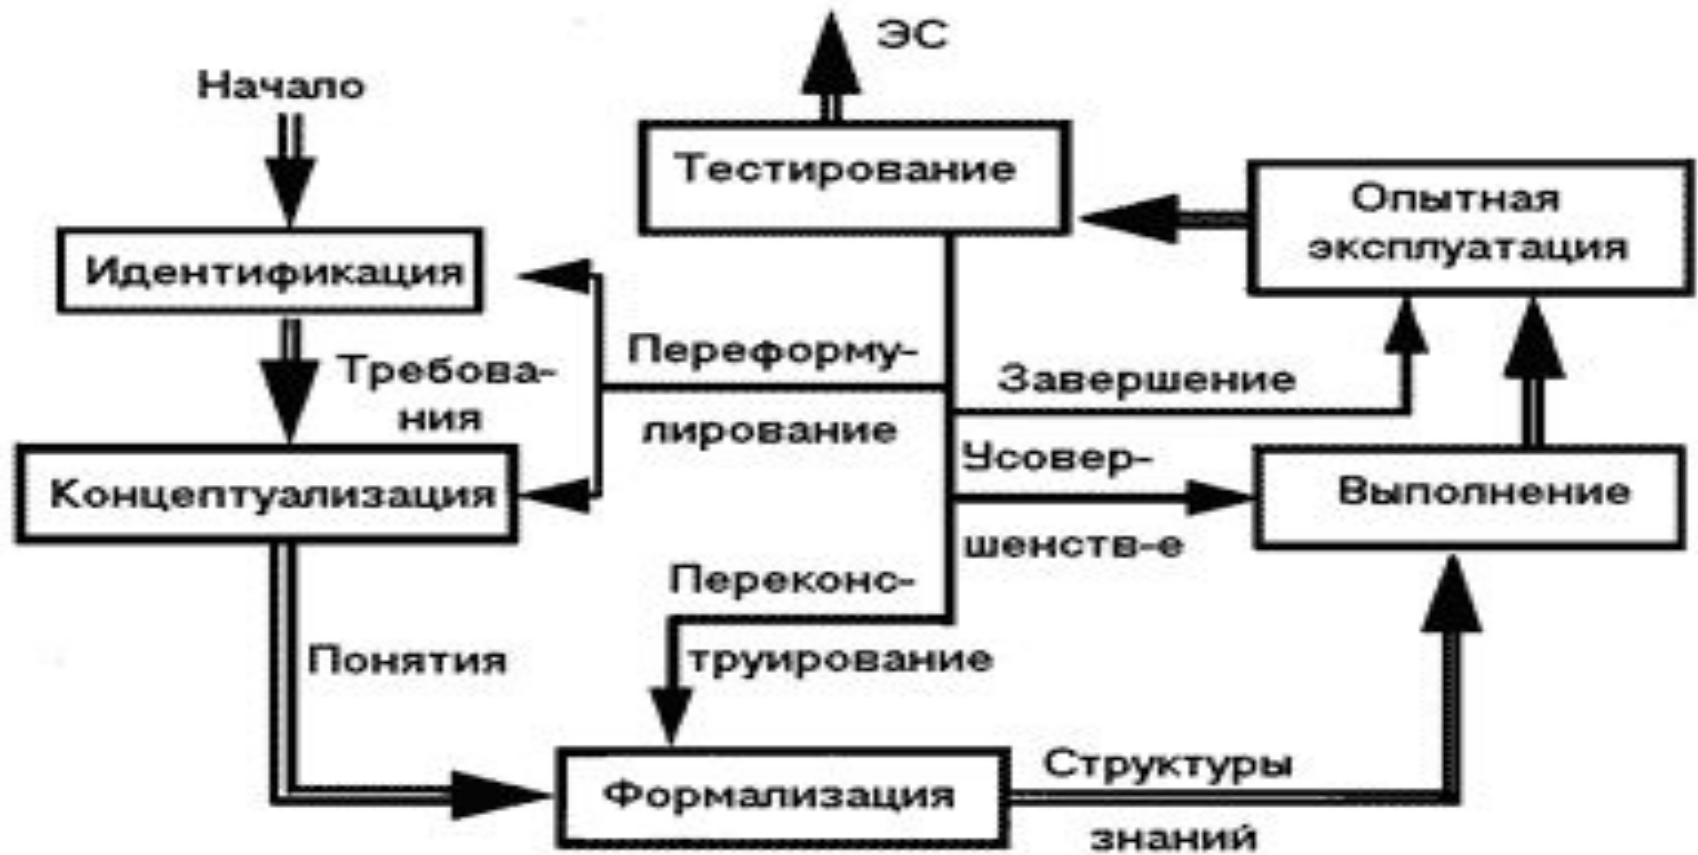 ЭС
Начало
Тестирование
Опытная
эксплуатация
Идентификация
Переформу-
лирование
Завершение
Требова-
ния
Усовер-
шенств-е
Концептуализация
Выполнение
Переконс-
труирование
Понятия
Формализация
Структуры
знаний